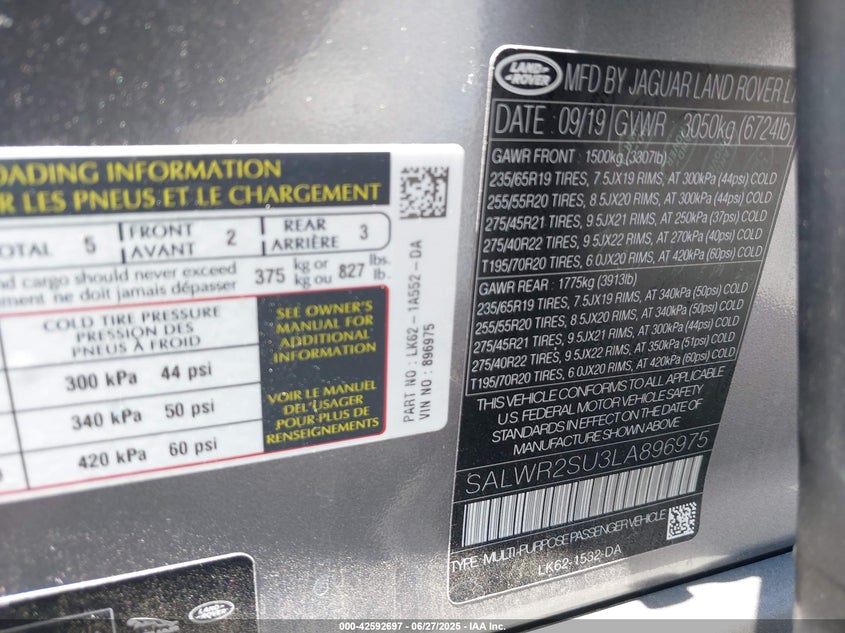 OADING INFORMATION
R LES PNEUS ET LE CHARGEMENT
OTAL 5 FRONT AVANT 2 REAR ARRIÈRE 3
nd cargo should never exceed 375 kg or 827 lbs.
ment ne doit jamais dépasser kg ou lb.
COLD TIRE PRESSURE
PRESSION DES
PNEUS À FROID
300 kPa 44 psi
340 kPa 50 psi
420 kPa 60 psi
SEE OWNER'S
MANUAL FOR
ADDITIONAL
INFORMATION
VOIR LE MANUEL
DEL'USAGER
POUR-PLUS DE
RENSEIGNEMENTS
PART NO : LK62 - 1A552 - DA
VIN NO : 896975
LAND ROVER
MFD BY JAGUAR LAND ROVER
DATE: 09/19 GVWR 3050kg (6724lb)
GAWR FRONT : 1500kg (3307lb)
235/65R19 TIRES, 7.5JX19 RIMS, AT 300kPa (44psi) COLD
255/55R20 TIRES, 8.5JX20 RIMS, AT 300kPa (44psi) COLD
275/45R21 TIRES, 9.5JX21 RIMS, AT 250kPa (37psi) COLD
275/40R22 TIRES, 9.5JX22 RIMS, AT 270kPa (40psi) COLD
T195/70R20 TIRES, 6.0JX20 RIMS, AT 420kPa (60psi) COLD
GAWR REAR : 1775kg (3913lb)
235/65R19 TIRES, 7.5JX19 RIMS, AT 340kPa (50psi) COLD
255/55R20 TIRES, 8.5JX20 RIMS, AT 340kPa (50psi) COLD
275/45R21 TIRES, 9.5JX21 RIMS, AT 300kPa (44psi) COLD
275/40R22 TIRES, 9.5JX22 RIMS, AT 350kPa (51psi) COLD
T195/70R20 TIRES, 6.0JX20 RIMS, AT 420kPa (60psi) COLD
THIS VEHICLE CONFORMS TO ALL APPLICABLE
U.S. FEDERAL MOTOR VEHICLE SAFETY
STANDARDS IN EFFECT ON THE DATE OF
MANUFACTURE SHOWN ABOVE
SALWR2SU3LA896975
TYPE: MULTI-PURPOSE PASSENGER VEHICLE
LK62-1532-DA
LAND ROVER
000-42592697 - 06/27/2025 - IAA Inc.